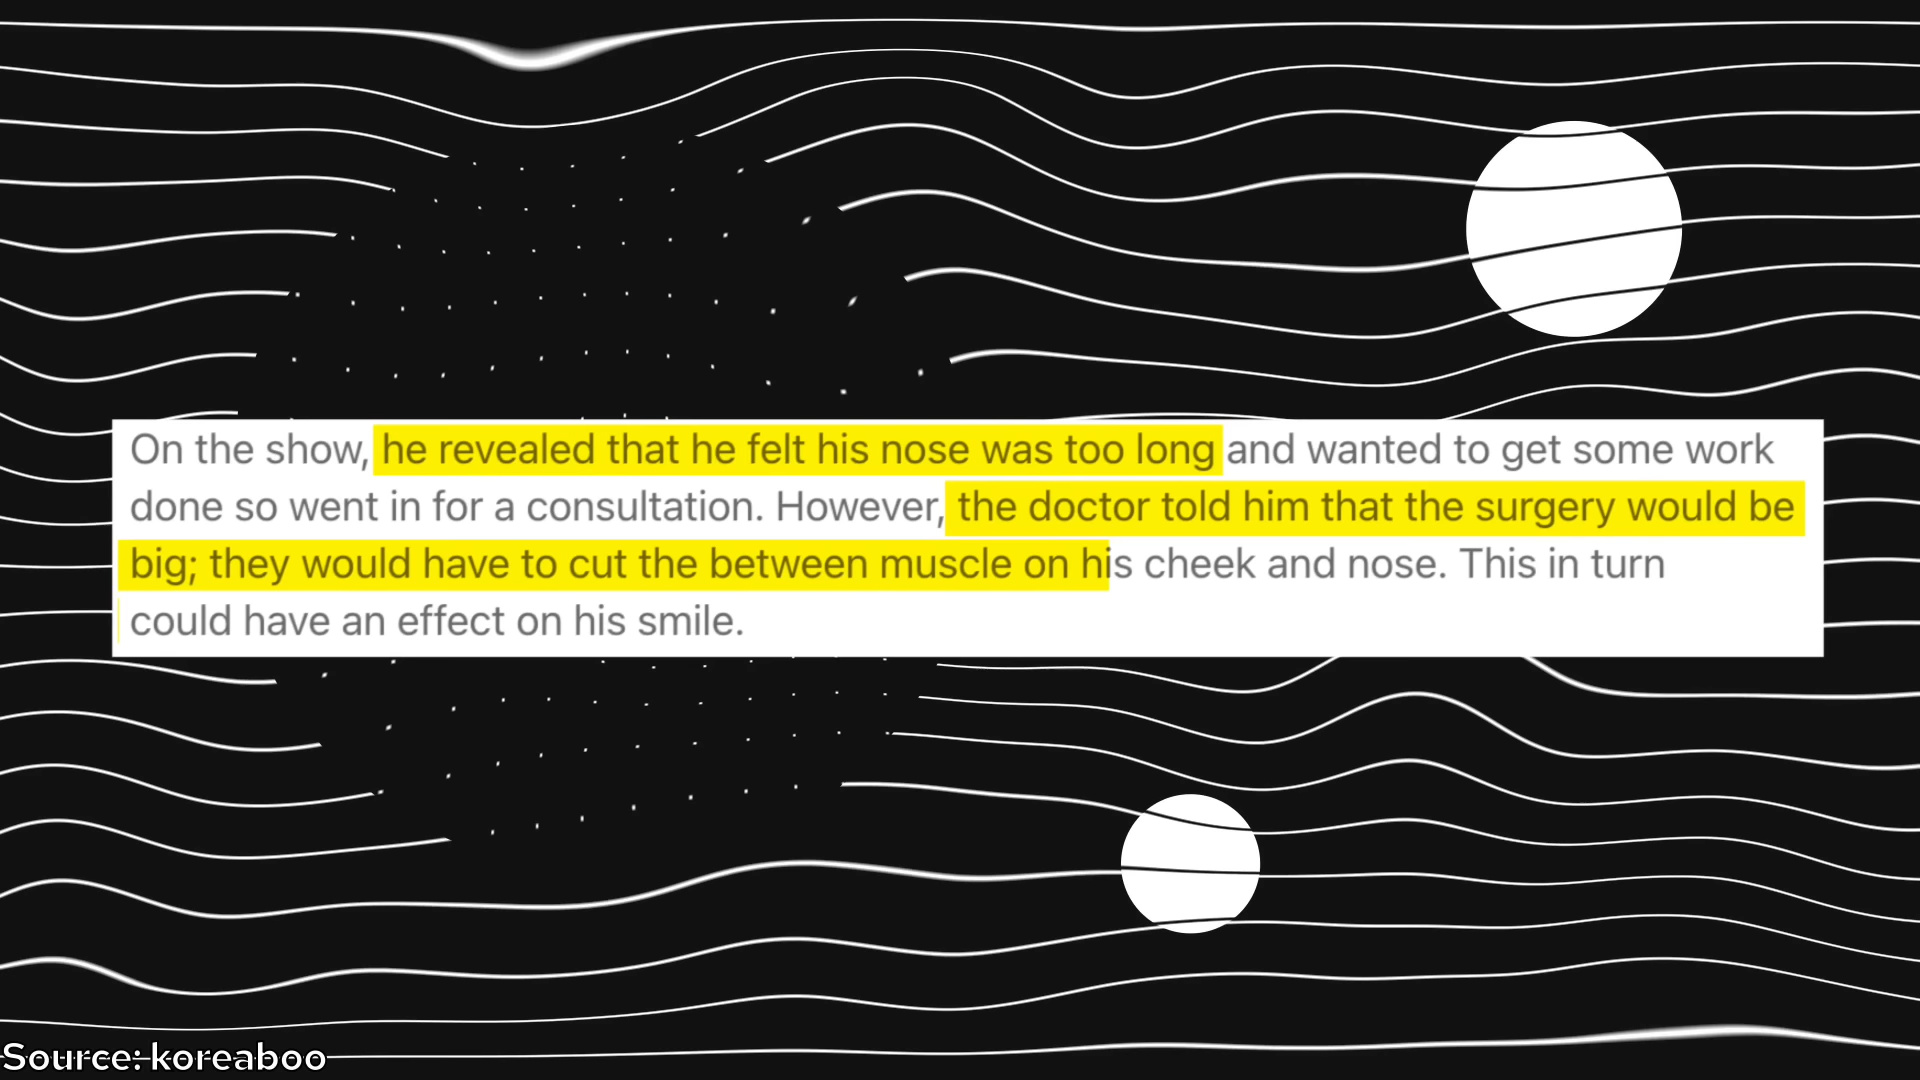 On the show, he revealed that he felt his nose was too long and wanted to get some work
done so went in for a consultation. However, the doctor told him that the surgery would be
big; they would have to cut the between muscle on his cheek and nose. This in turn
could have an effect on his smile.
Source: koreaboo